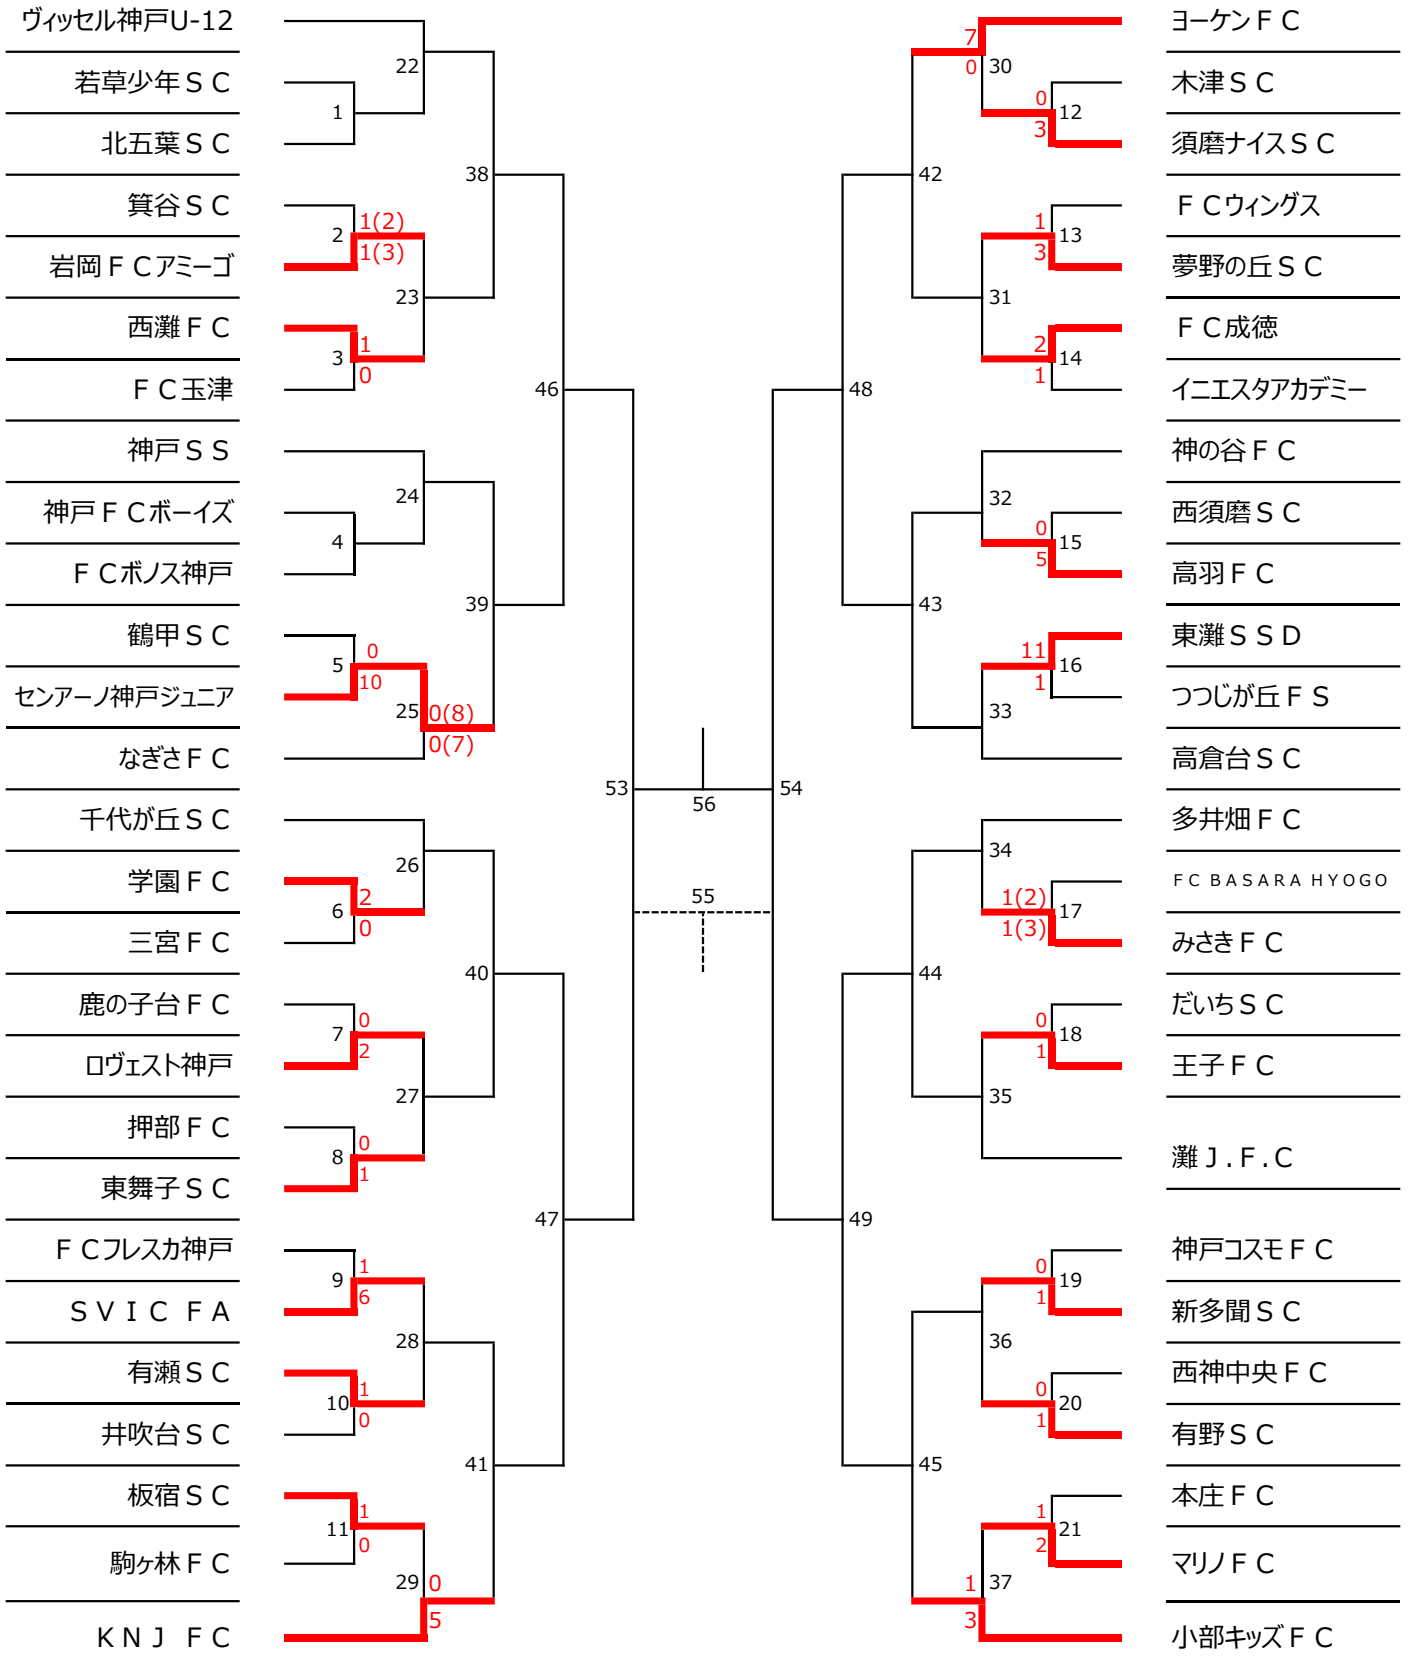 ヴィッセル神戸U-12
22
若草少年ＳＣ
1
北五葉ＳＣ
38
箕谷ＳＣ
2
1(2)
1(3)
岩岡ＦＣアミーゴ
23
西灘ＦＣ
3
1
0
ＦＣ玉津
46
神戸ＳＳ
24
神戸ＦＣボーイズ
4
ＦＣボノス神戸
39
鶴甲ＳＣ
5
0
10
センアーノ神戸ジュニア
25
0(8)
0(7)
なぎさＦＣ
53
千代が丘ＳＣ
26
学園ＦＣ
6
2
0
三宮ＦＣ
40
鹿の子台ＦＣ
7
0
2
ロヴェスト神戸
27
押部ＦＣ
8
0
1
東舞子ＳＣ
47
ＦＣフレスカ神戸
9
1
6
ＳＶＩＣ ＦＡ
28
有瀬ＳＣ
10
1
0
井吹台ＳＣ
41
板宿ＳＣ
11
1
0
駒ヶ林ＦＣ
29
0
5
ＫＮＪ ＦＣ
56
55
ヨーケンＦＣ
7
0
30
木津ＳＣ
0
3
12
須磨ナイスＳＣ
42
ＦＣウィングス
1
3
13
夢野の丘ＳＣ
31
ＦＣ成徳
2
1
14
イニエスタアカデミー
48
神の谷ＦＣ
32
西須磨ＳＣ
0
5
15
高羽ＦＣ
43
東灘ＳＳＤ
11
1
16
つつじが丘ＦＳ
33
高倉台ＳＣ
54
多井畑ＦＣ
34
FC BASARA HYOGO
1(2)
1(3)
17
みさきＦＣ
44
だいちＳＣ
0
1
18
王子ＦＣ
35
灘Ｊ.Ｆ.Ｃ
49
神戸コスモＦＣ
0
1
19
新多聞ＳＣ
36
西神中央ＦＣ
0
1
20
有野ＳＣ
45
本庄ＦＣ
1
2
21
マリノＦＣ
1
3
37
小部キッズＦＣ